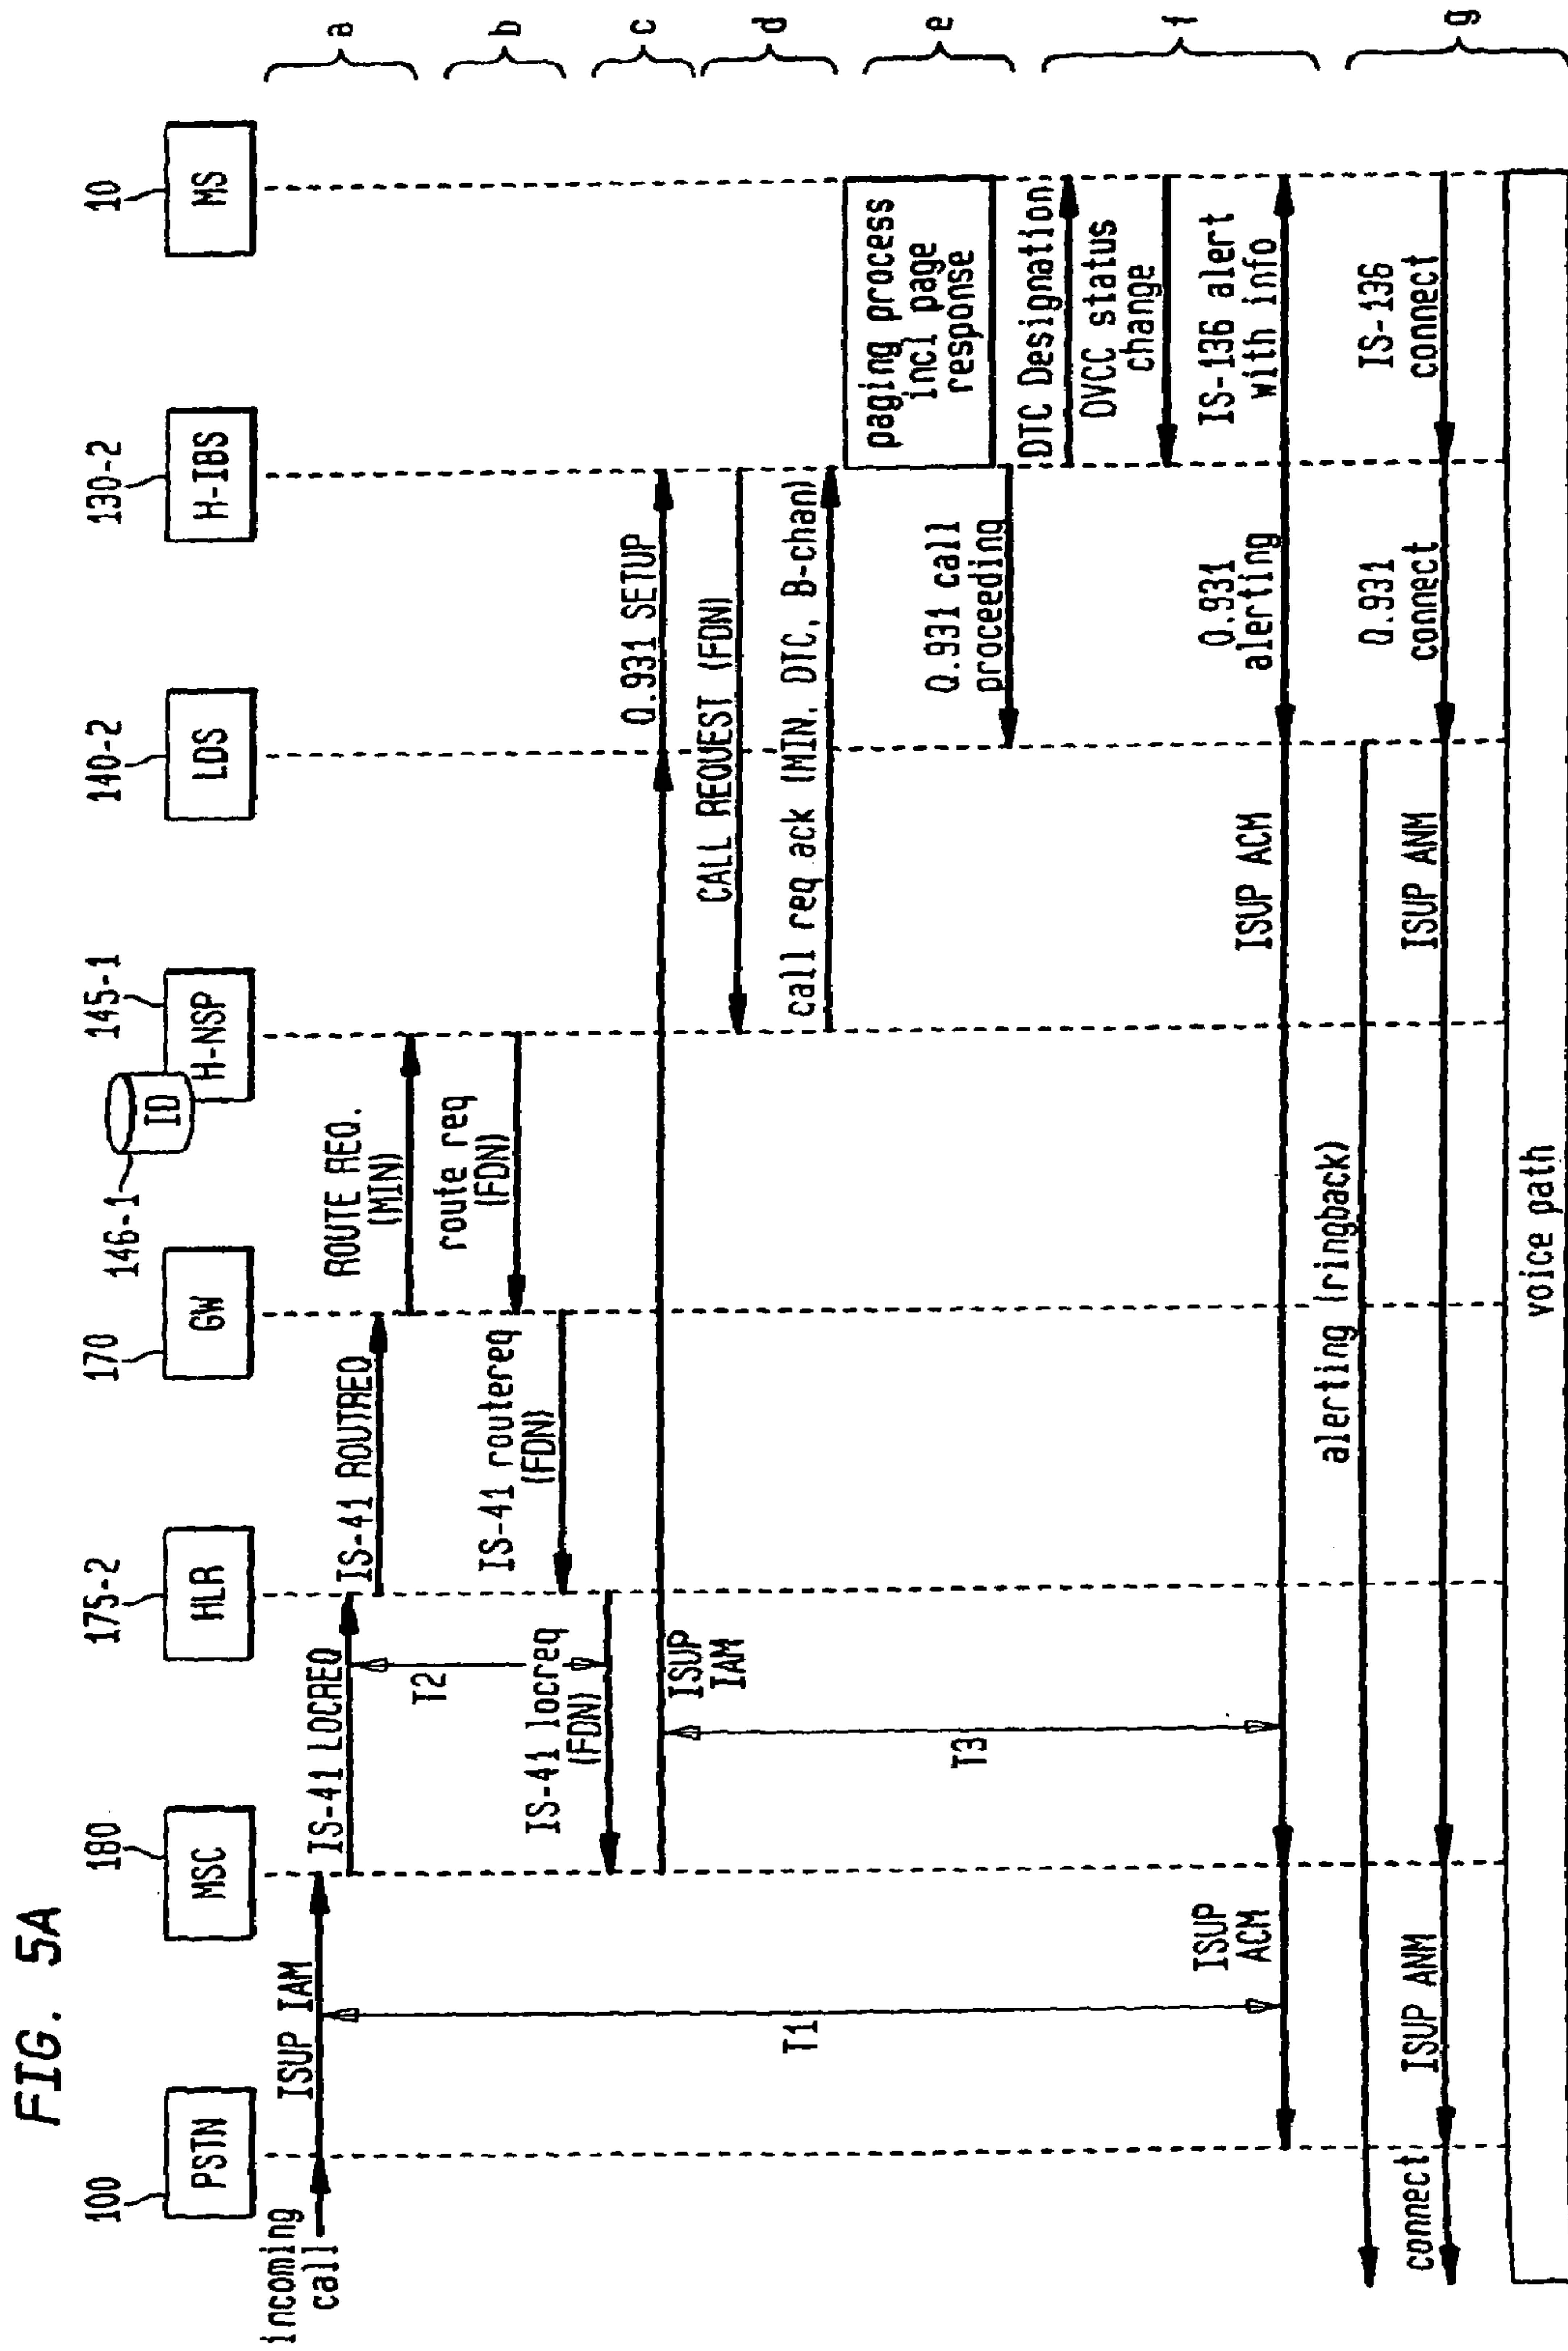 FIG. 5A
100
180
175-2
170
146-1
145-1
140-2
130-2
10
PSTN
MSC
HLR
GW
ID
H-NSP
LDS
H-IBS
MS
incoming
call
ISUP IAM
IS-41 LOCREQ
IS-41 ROUTREQ
ROUTE REQ.
(MIN)
a
T2
route req
(FDN)
IS-41 routereq
(FDN)
b
IS-41 locreq
(FDN)
ISUP
IAM
Q.931 SETUP
c
CALL REQUEST (FDN)
call req ack (MIN, DTC, B-chan)
d
T1
T3
paging process
incl page
response
Q.931 call
proceeding
e
DTC Designation
DVCC status
change
IS-136 alert
with info
Q.931
alerting
ISUP ACM
ISUP
ACM
f
alerting (ringback)
IS-136
connect
Q.931
connect
ISUP ANM
ISUP ANM
connect
g
voice path